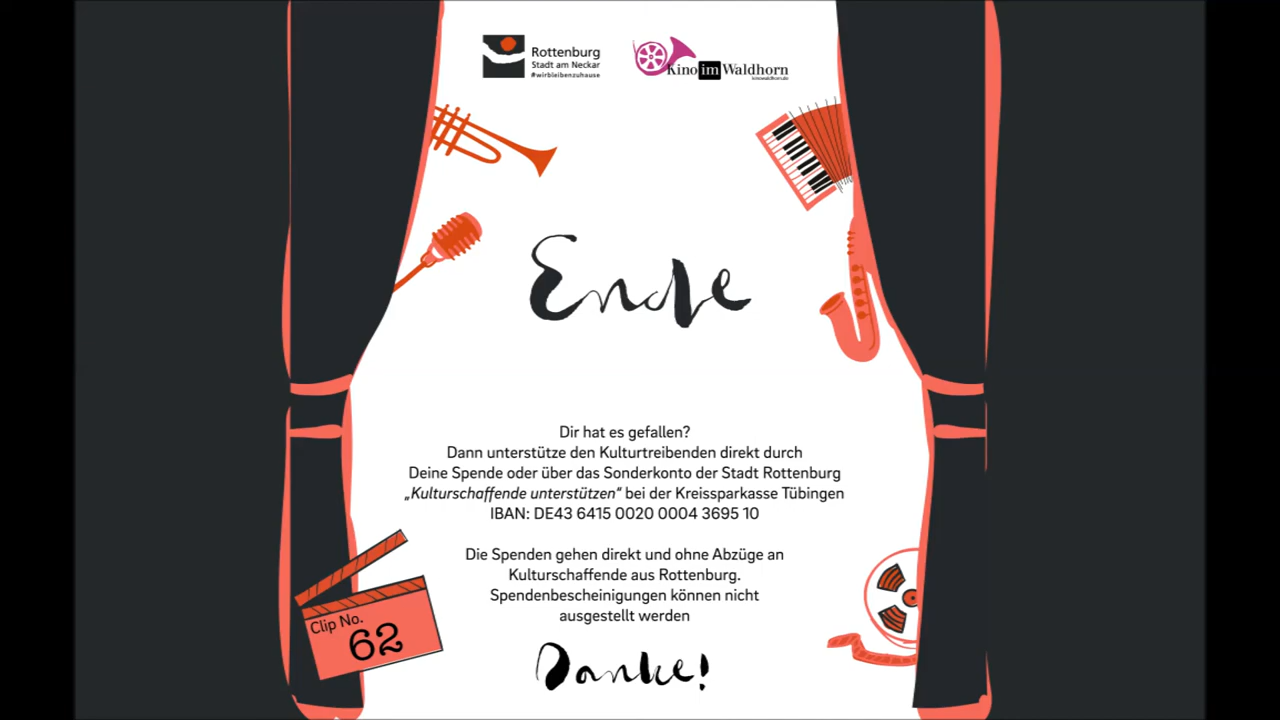 Rottenburg
Stadt am Neckar
#wirbleibenzuhause
Kino im Waldhorn
kinowaldhorn.de
Ende
Dir hat es gefallen?
Dann unterstütze den Kulturtreibenden direkt durch
Deine Spende oder über das Sonderkonto der Stadt Rottenburg
„Kulturschaffende unterstützen“ bei der Kreissparkasse Tübingen
IBAN: DE43 6415 0020 0004 3695 10
Die Spenden gehen direkt und ohne Abzüge an
Kulturschaffende aus Rottenburg.
Spendenbescheinigungen können nicht
ausgestellt werden
Clip No.
62
Danke!